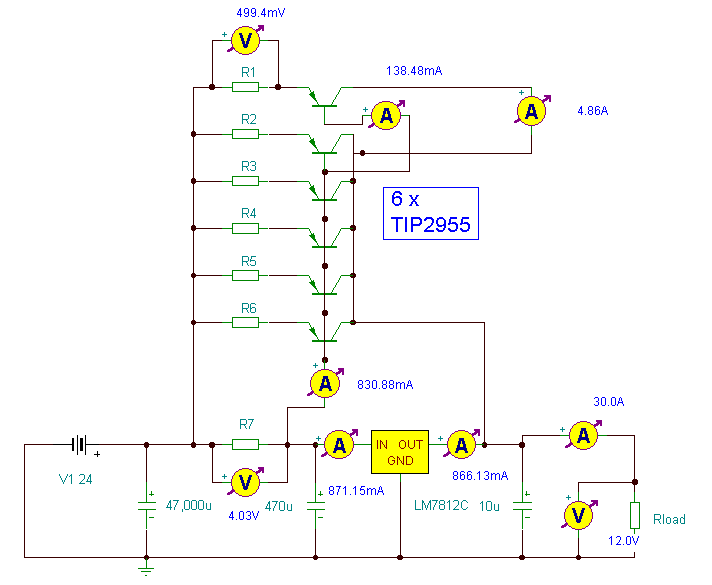 499.4mV
V
R1
138.48mA
A
A
4.86A
R2
R3
6 x
TIP2955
R4
R5
R6
A
830.88mA
30.0A
R7
A
IN OUT
GND
A
A
V1 24
V
866.13mA
871.15mA
47,000u
470u
LM7812C
10u
V
Rload
4.03V
12.0V
+
+
+
+
+
+
+
+
+
+
+
+
+
−
−
−